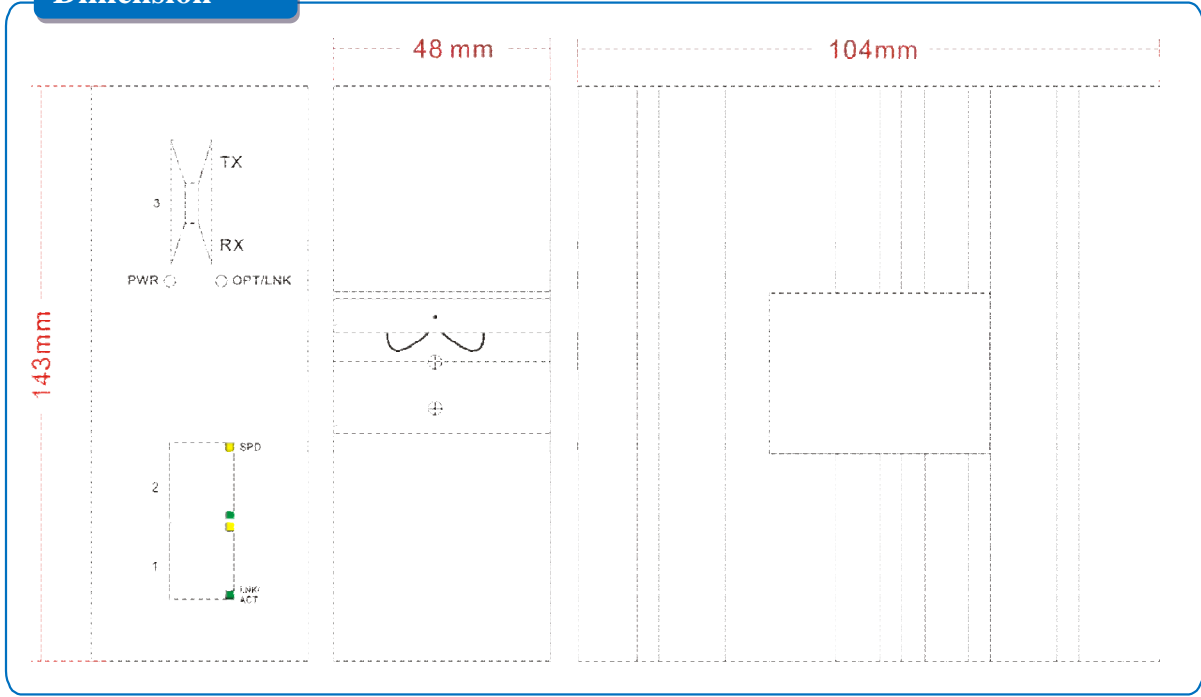 Dimension
48 mm
104mm
143mm
TX
3
RX
PWR
OPT/LNK
SPD
2
1
LNK/
ACT